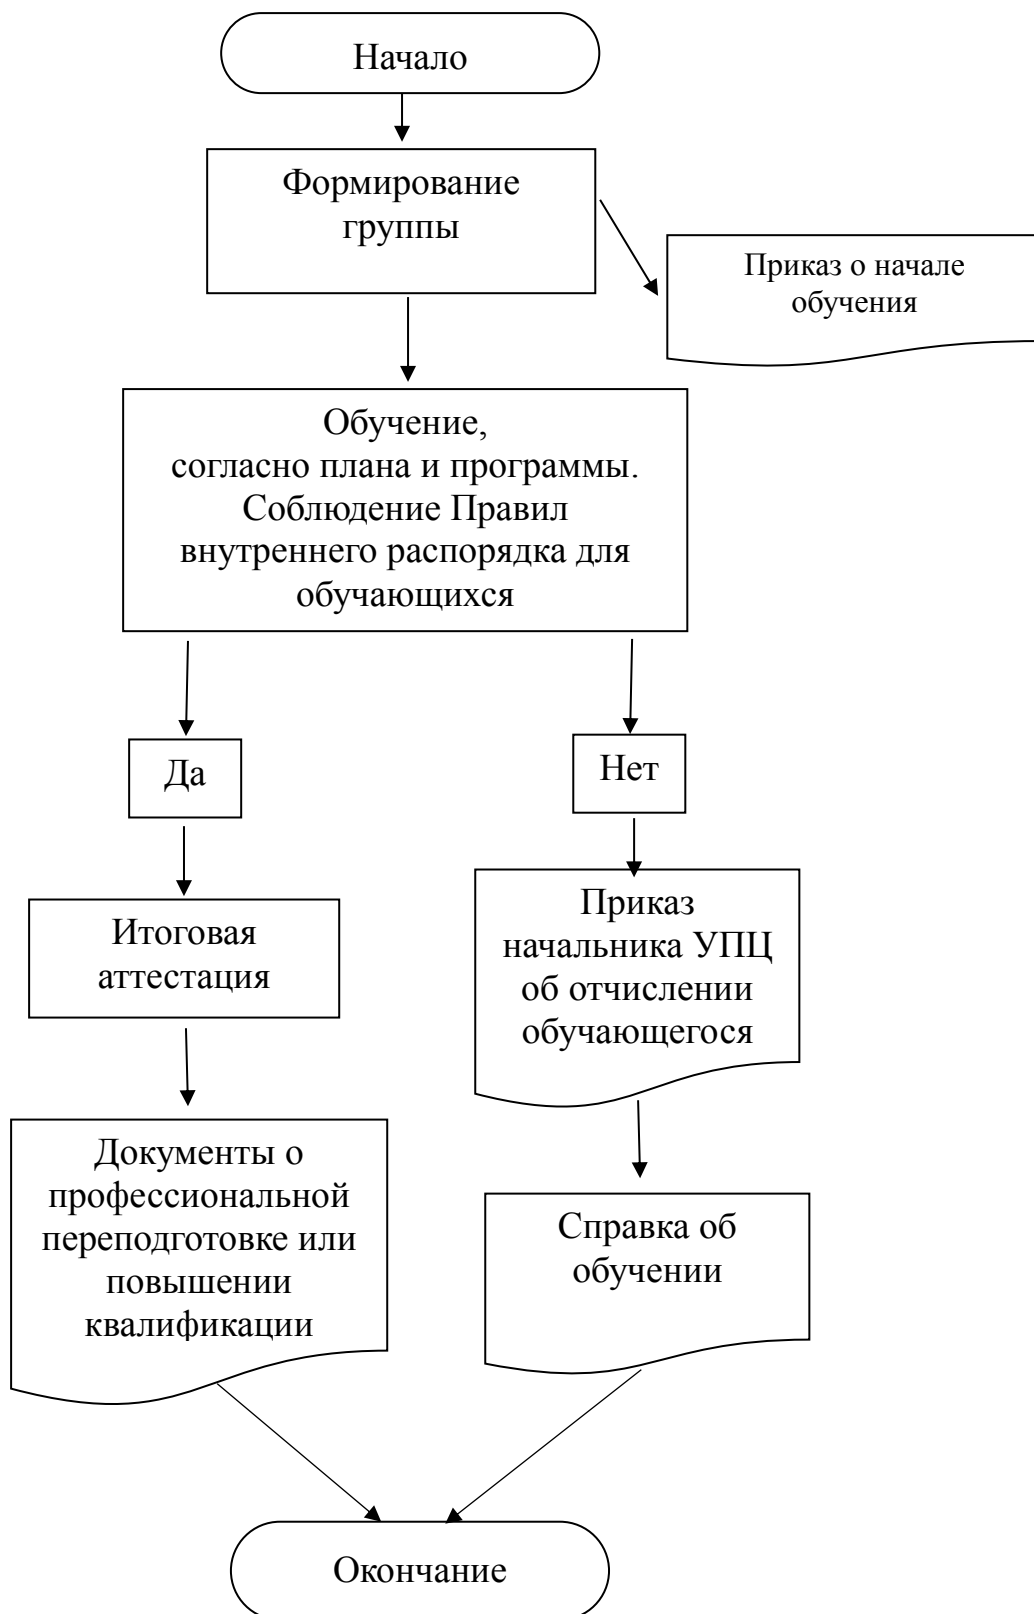 Начало
Формирование
группы
Приказ о начале
обучения
Обучение,
согласно плана и программы.
Соблюдение Правил
внутреннего распорядка для
обучающихся
Да
Нет
Итоговая
аттестация
Приказ
начальника УПЦ
об отчислении
обучающегося
Документы о
профессиональной
переподготовке или
повышении
квалификации
Справка об
обучении
Окончание